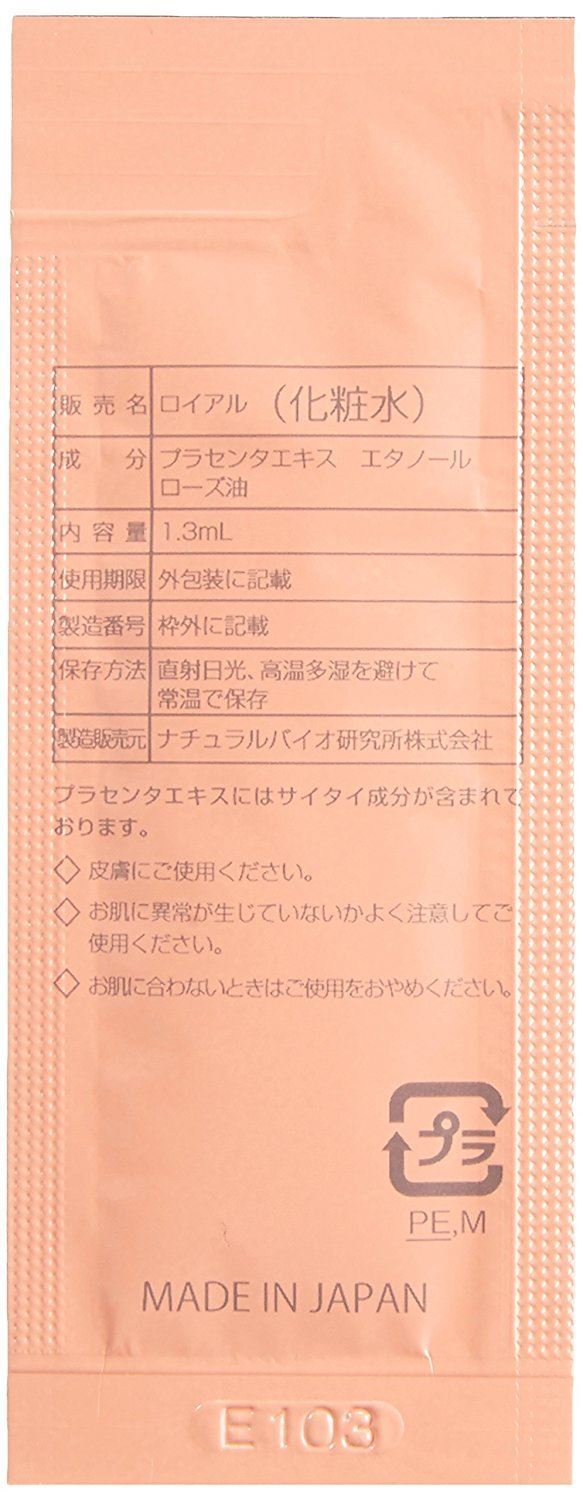 販売名 ロイアル （化粧水）
成分 プラセンタエキス エタノール
ローズ油
内容量 1.3mL
使用期限 外包装に記載
製造番号 枠外に記載
保存方法 直射日光、高温多湿を避けて
常温で保存
製造販売元 ナチュラルバイオ研究所株式会社
プラセンタエキスにはサイタイ成分が含まれて
おります。
◇ 皮膚にご使用ください。
◇ お肌に異常が生じていないかよく注意してご
使用ください。
◇ お肌に合わないときはご使用をおやめください。
プラ
PE,M
MADE IN JAPAN
E103